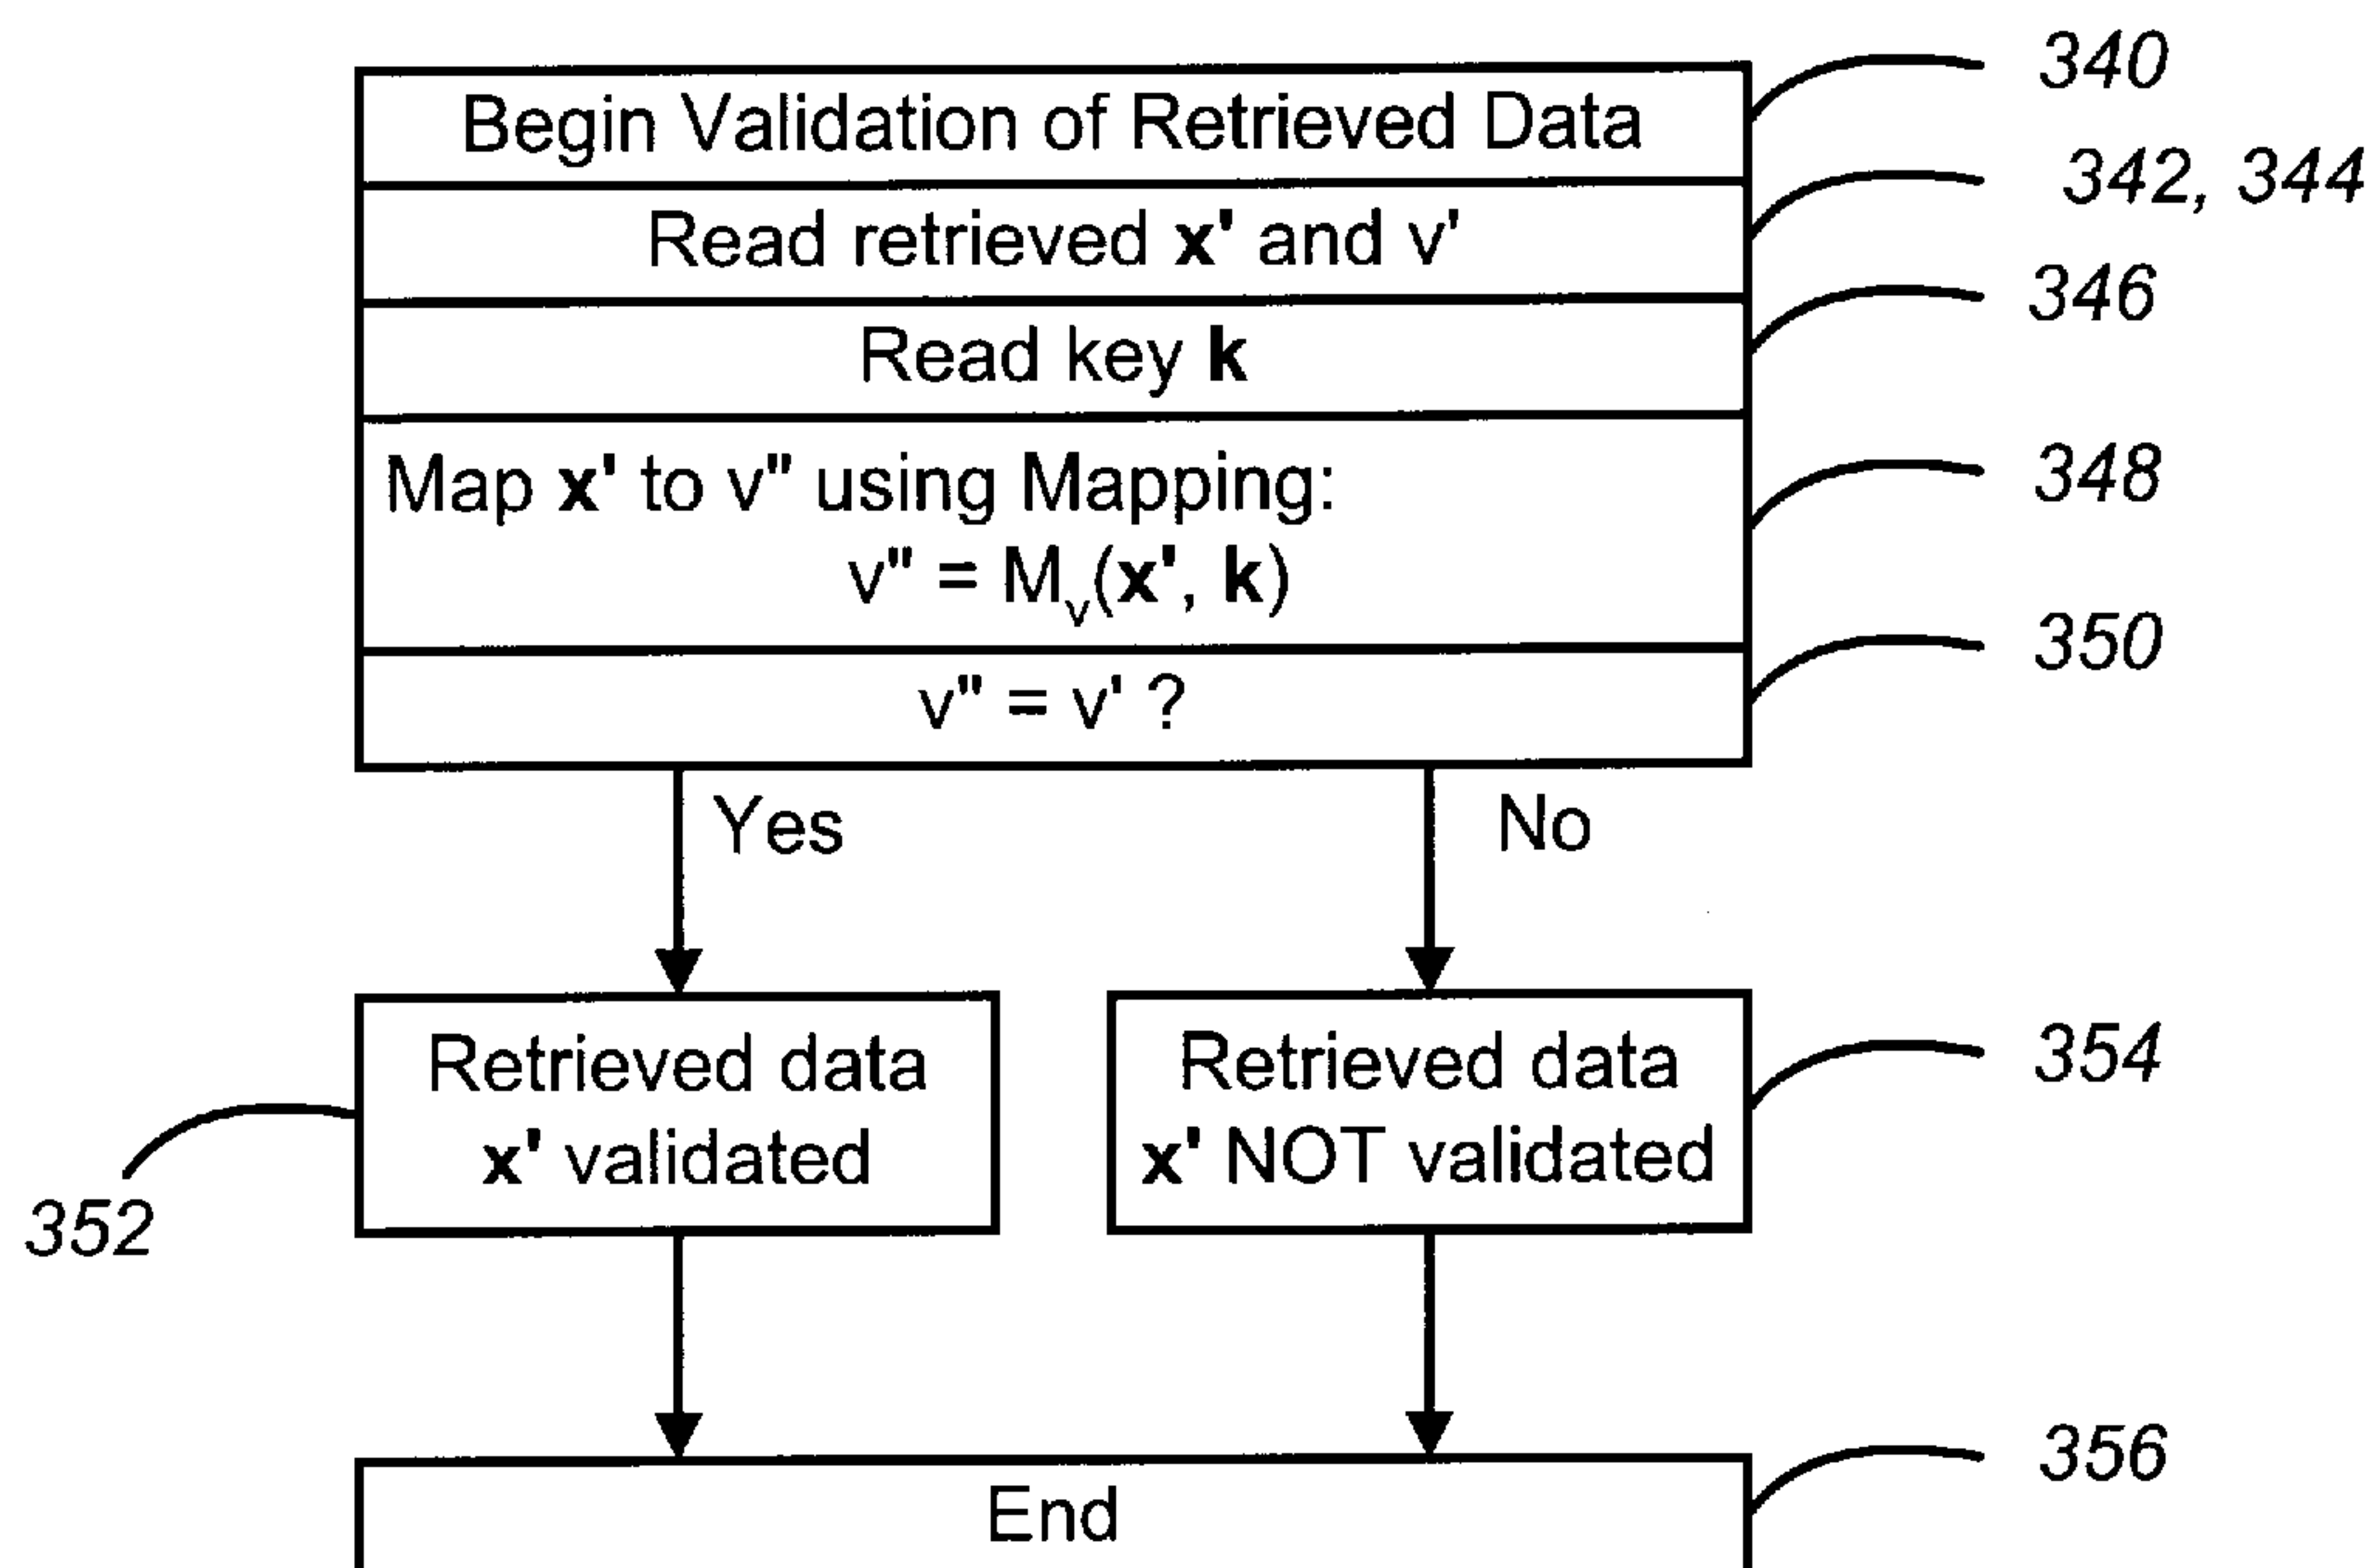 Begin Validation of Retrieved Data
340
Read retrieved x' and v'
342, 344
Read key k
346
Map x' to v" using Mapping:
348
v" = Mv(x', k)
v" = v' ?
350
Yes
No
Retrieved data
x' validated
352
Retrieved data
x' NOT validated
354
End
356